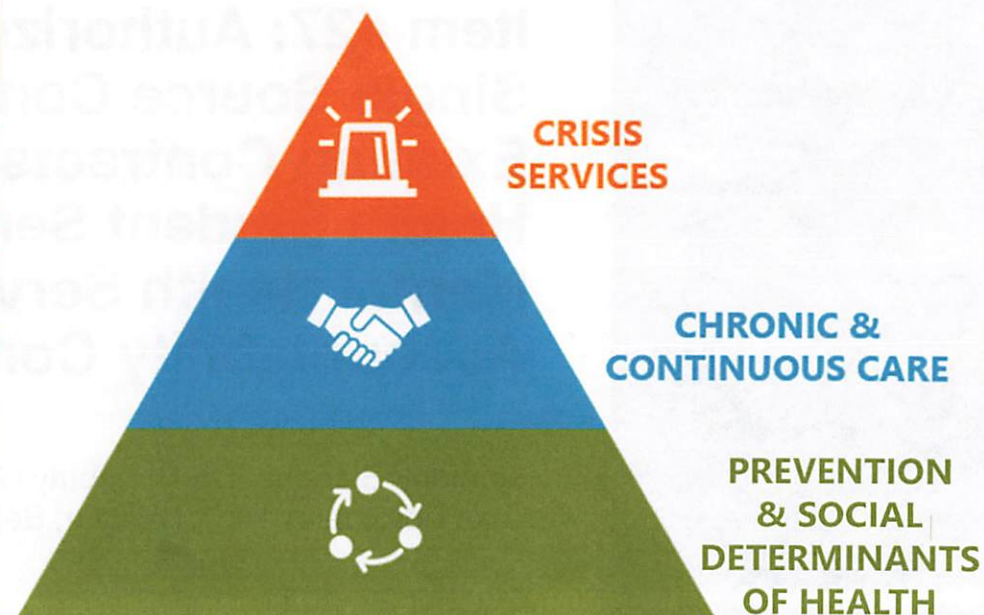 CRISIS
SERVICES
CHRONIC &
CONTINUOUS CARE
PREVENTION
& SOCIAL
DETERMINANTS
OF HEALTH